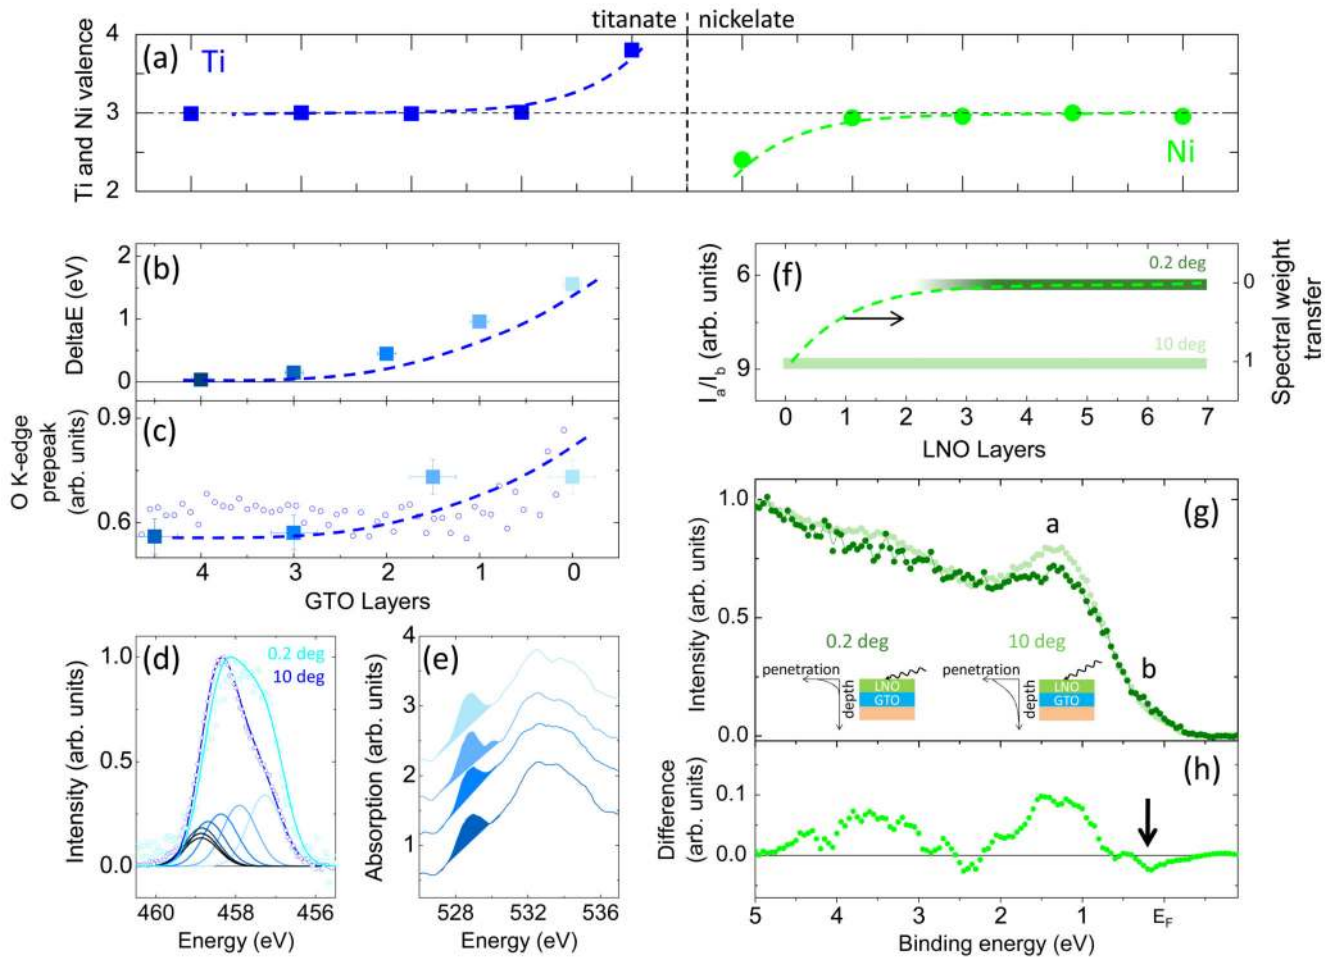 titanate nickelate
(a) Ti
Ti and Ni valence
4
3
2
Ni
(b)
DeltaE (eV)
2
1
0
(c)
O K-edge
prepeak
(arb. units)
0.9
0.6
4 3 2 1 0
GTO Layers
(f)
I_a/I_b (arb. units)
6
9
0.2 deg
10 deg
0
1
Spectral weight
transfer
0 1 2 3 4 5 6 7
LNO Layers
(d)
0.2 deg
10 deg
Intensity (arb. units)
1.0
0.5
0.0
460 458 456
Energy (eV)
(e)
Absorption (arb. units)
4
3
2
1
528 532 536
Energy (eV)
(g)
Intensity (arb. units)
1.0
0.5
0.0
a
b
0.2 deg 10 deg
penetration
depth
LNO
GTO
penetration
depth
LNO
GTO
(h)
Difference
(arb. units)
0.1
0.0
5 4 3 2 1 E_F
Binding energy (eV)